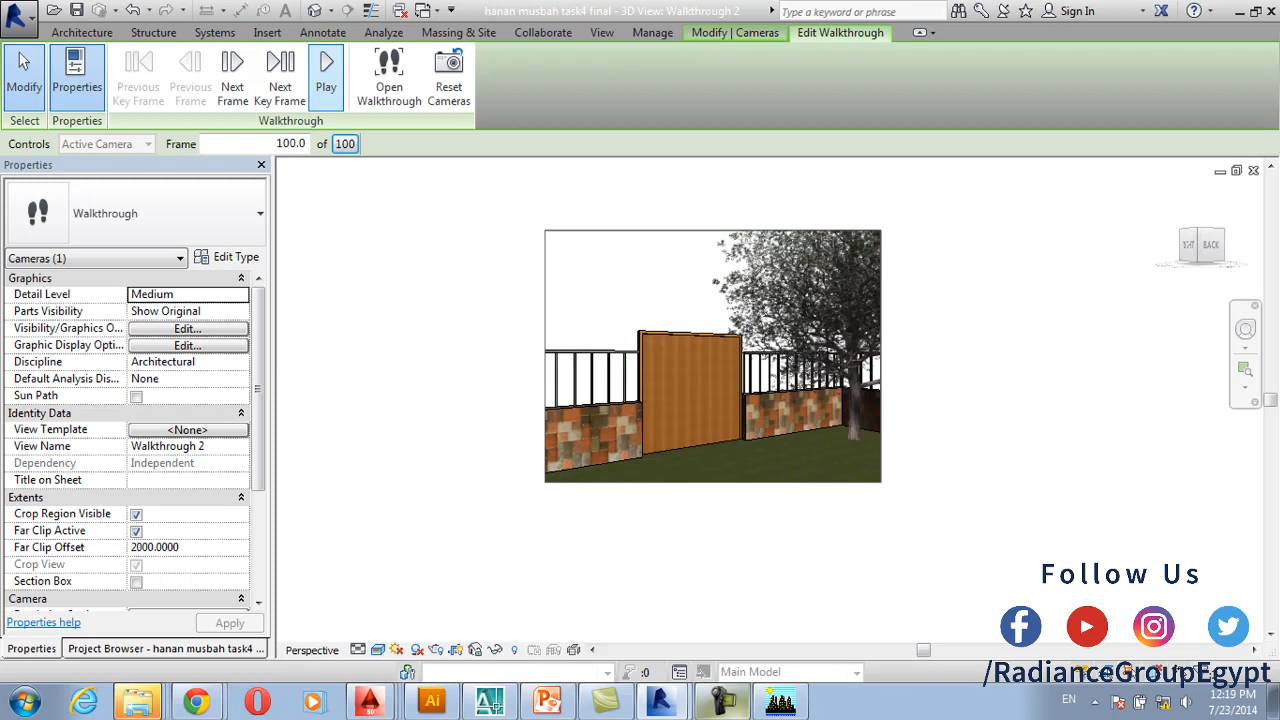 hanan musbah task4 final - 3D View: Walkthrough 2
Type a keyword or phrase
Sign In
Architecture
Structure
Systems
Insert
Annotate
Analyze
Massing & Site
Collaborate
View
Manage
Modify | Cameras
Edit Walkthrough
Modify
Properties
Previous Key Frame
Previous Frame
Next Frame
Next Key Frame
Play
Open Walkthrough
Reset Cameras
Select
Properties
Walkthrough
Controls
Active Camera
Frame
100.0
of
100
Properties
Walkthrough
Cameras (1)
Edit Type
Graphics
Detail Level Medium
Parts Visibility Show Original
Visibility/Graphics O... Edit...
Graphic Display Opti... Edit...
Discipline Architectural
Default Analysis Dis... None
Sun Path
Identity Data
View Template <None>
View Name Walkthrough 2
Dependency Independent
Title on Sheet
Extents
Crop Region Visible
Far Clip Active
Far Clip Offset 2000.0000
Crop View
Section Box
Camera
Properties help
Apply
Properties
Project Browser - hanan musbah task4 ...
BACK
Perspective
:0
Main Model
Follow Us
/RadianceGroupEgypt
EN
12:19 PM
7/23/2014